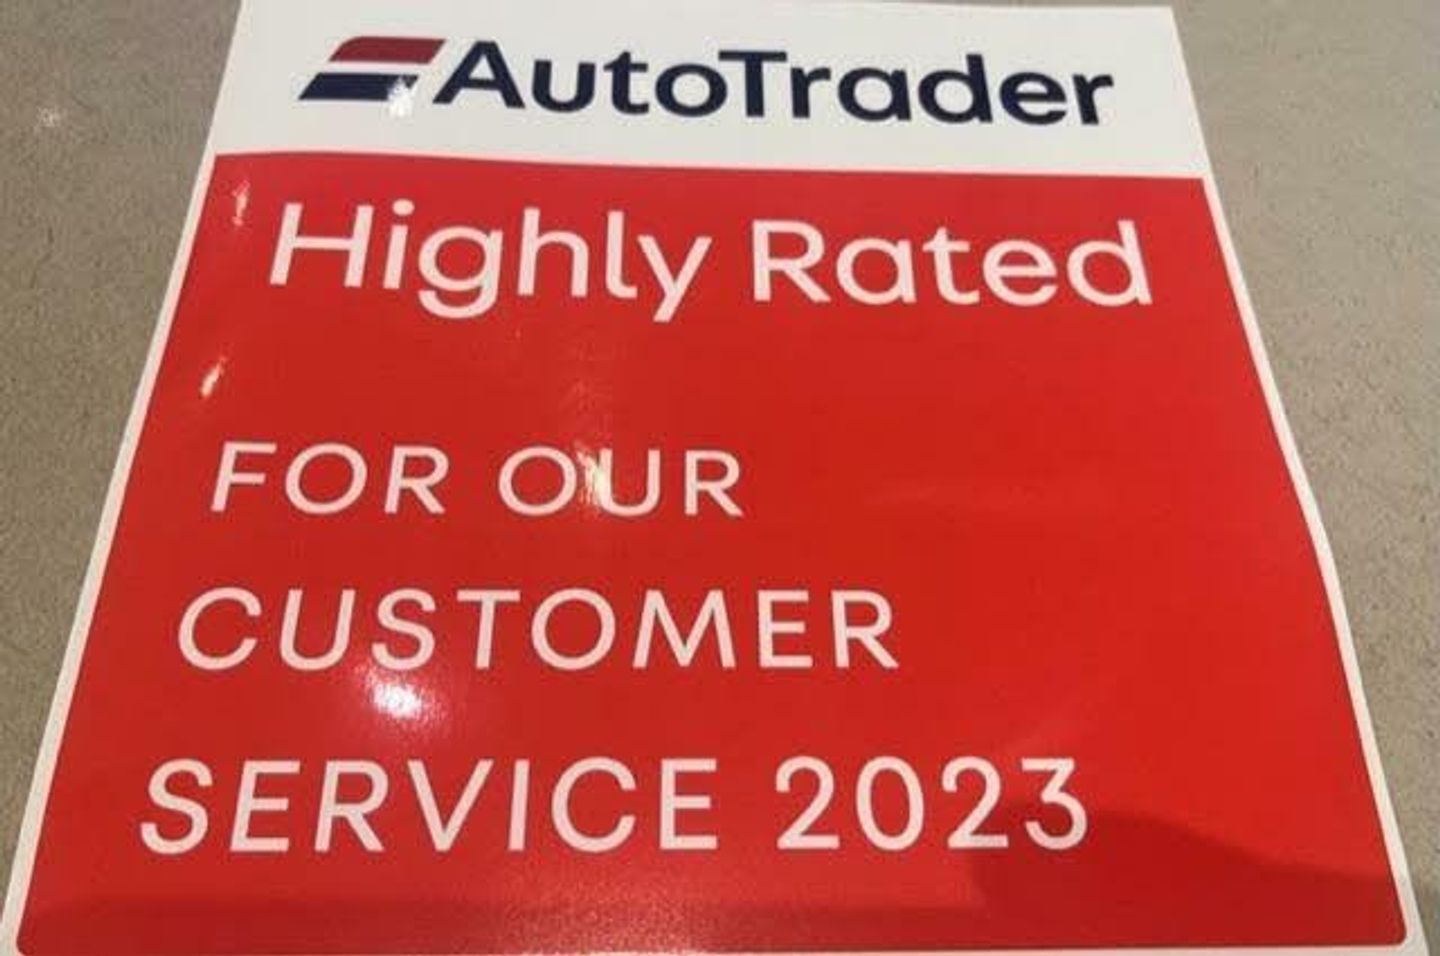 AutoTrader
Highly Rated
FOR OUR
CUSTOMER
SERVICE 2023